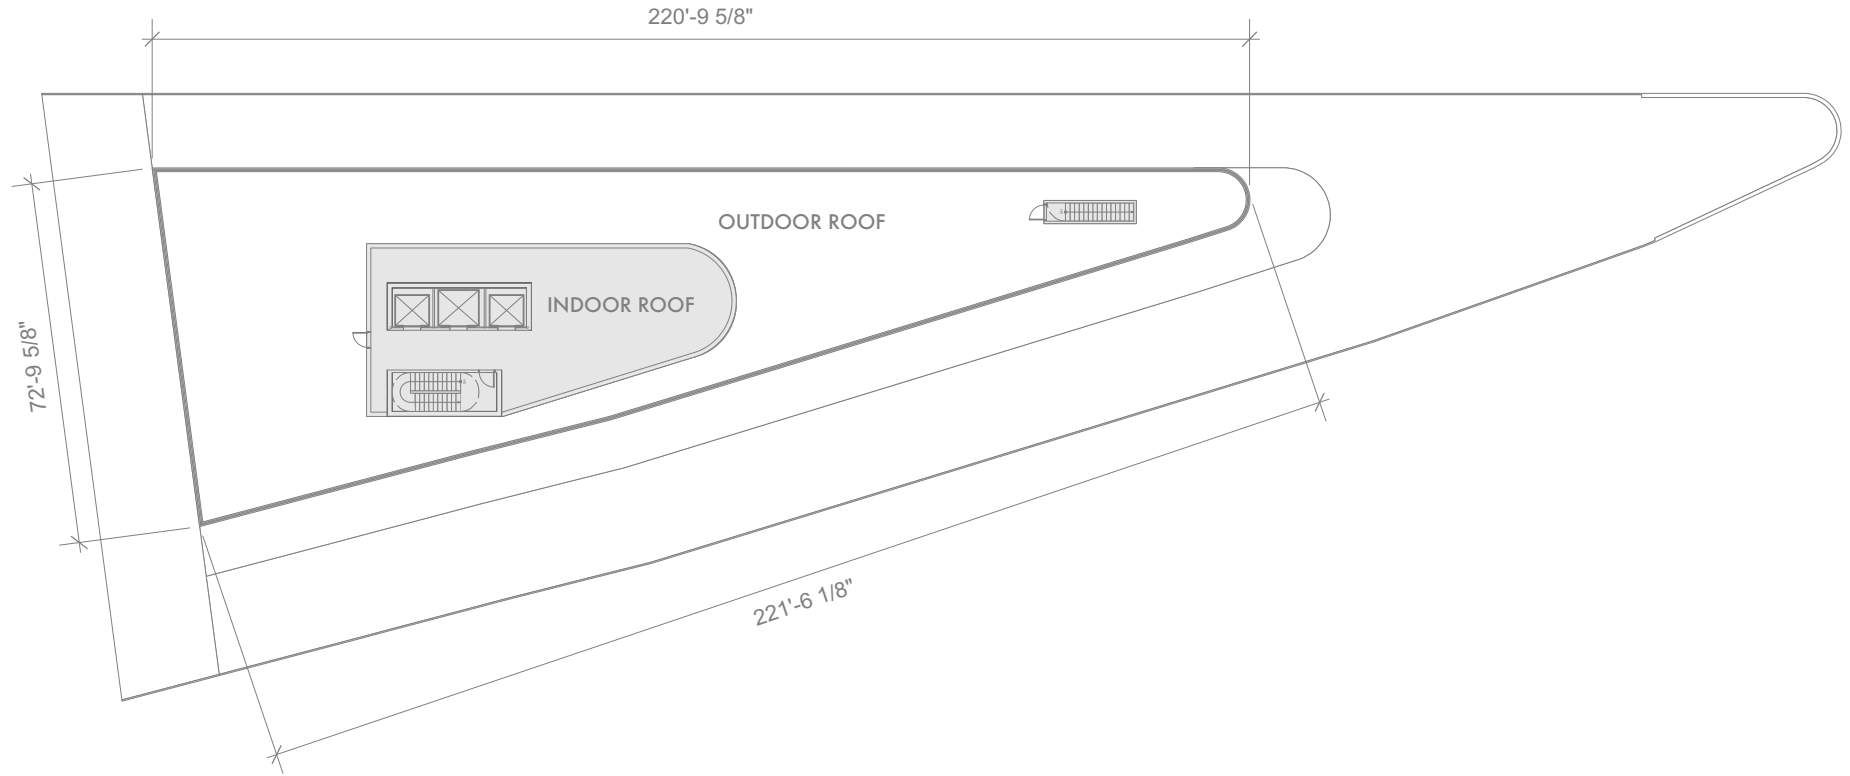 220'-9 5/8"
OUTDOOR ROOF
INDOOR ROOF
72'-9 5/8"
221'-6 1/8"